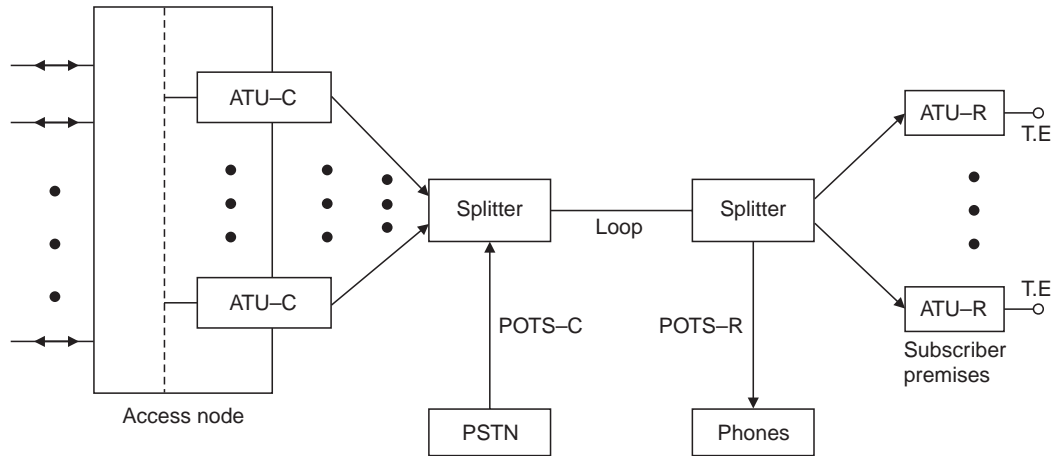 ATU–C
ATU–R
T.E
Splitter
Loop
Splitter
ATU–C
POTS–C
POTS–R
T.E
ATU–R
Subscriber
premises
Access node
PSTN
Phones